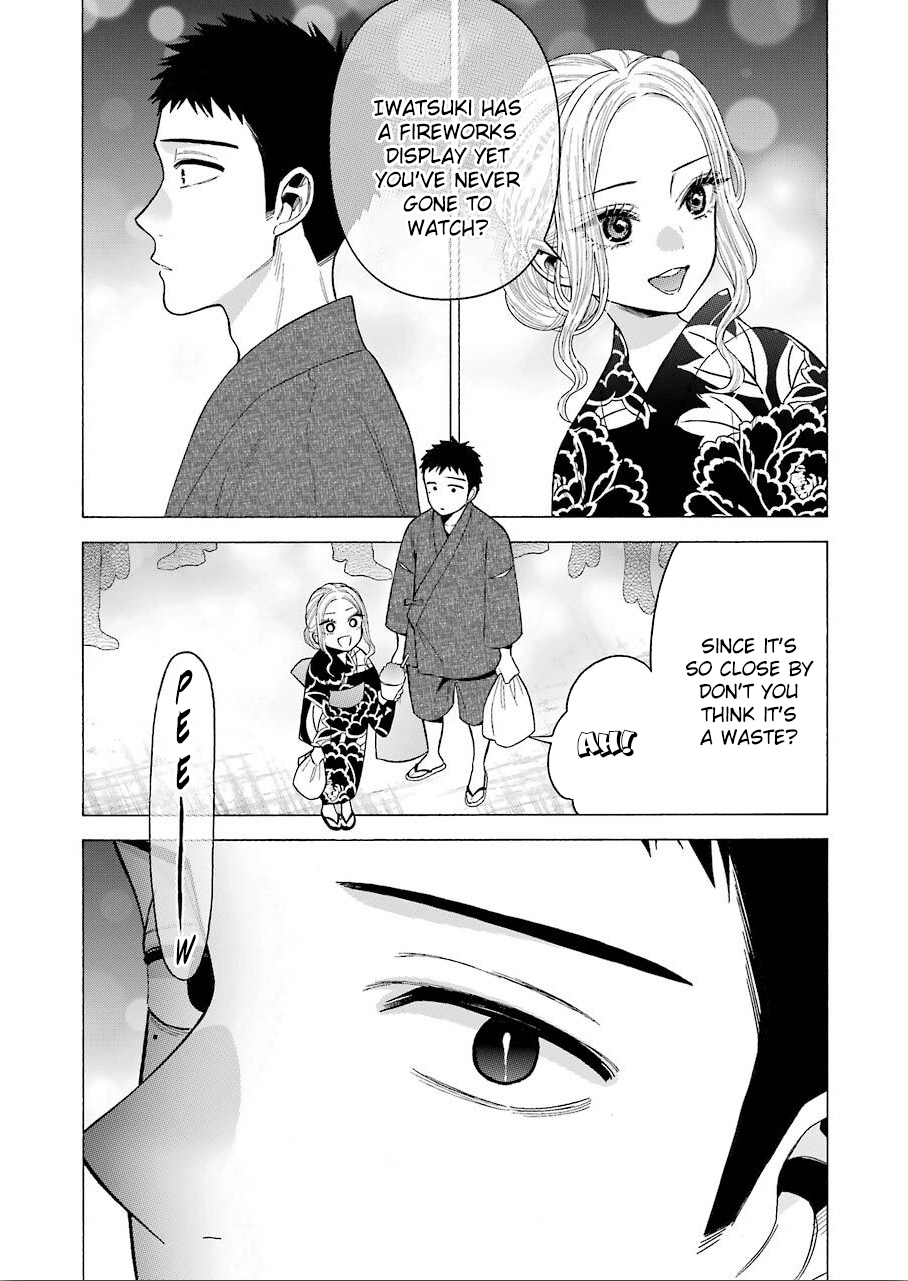 IWATSUKI HAS
A FIREWORKS
DISPLAY YET
YOU'VE NEVER
GONE TO
WATCH?
SINCE IT'S
SO CLOSE BY
DON'T YOU
THINK IT'S
A WASTE?
AH!
PEE—W